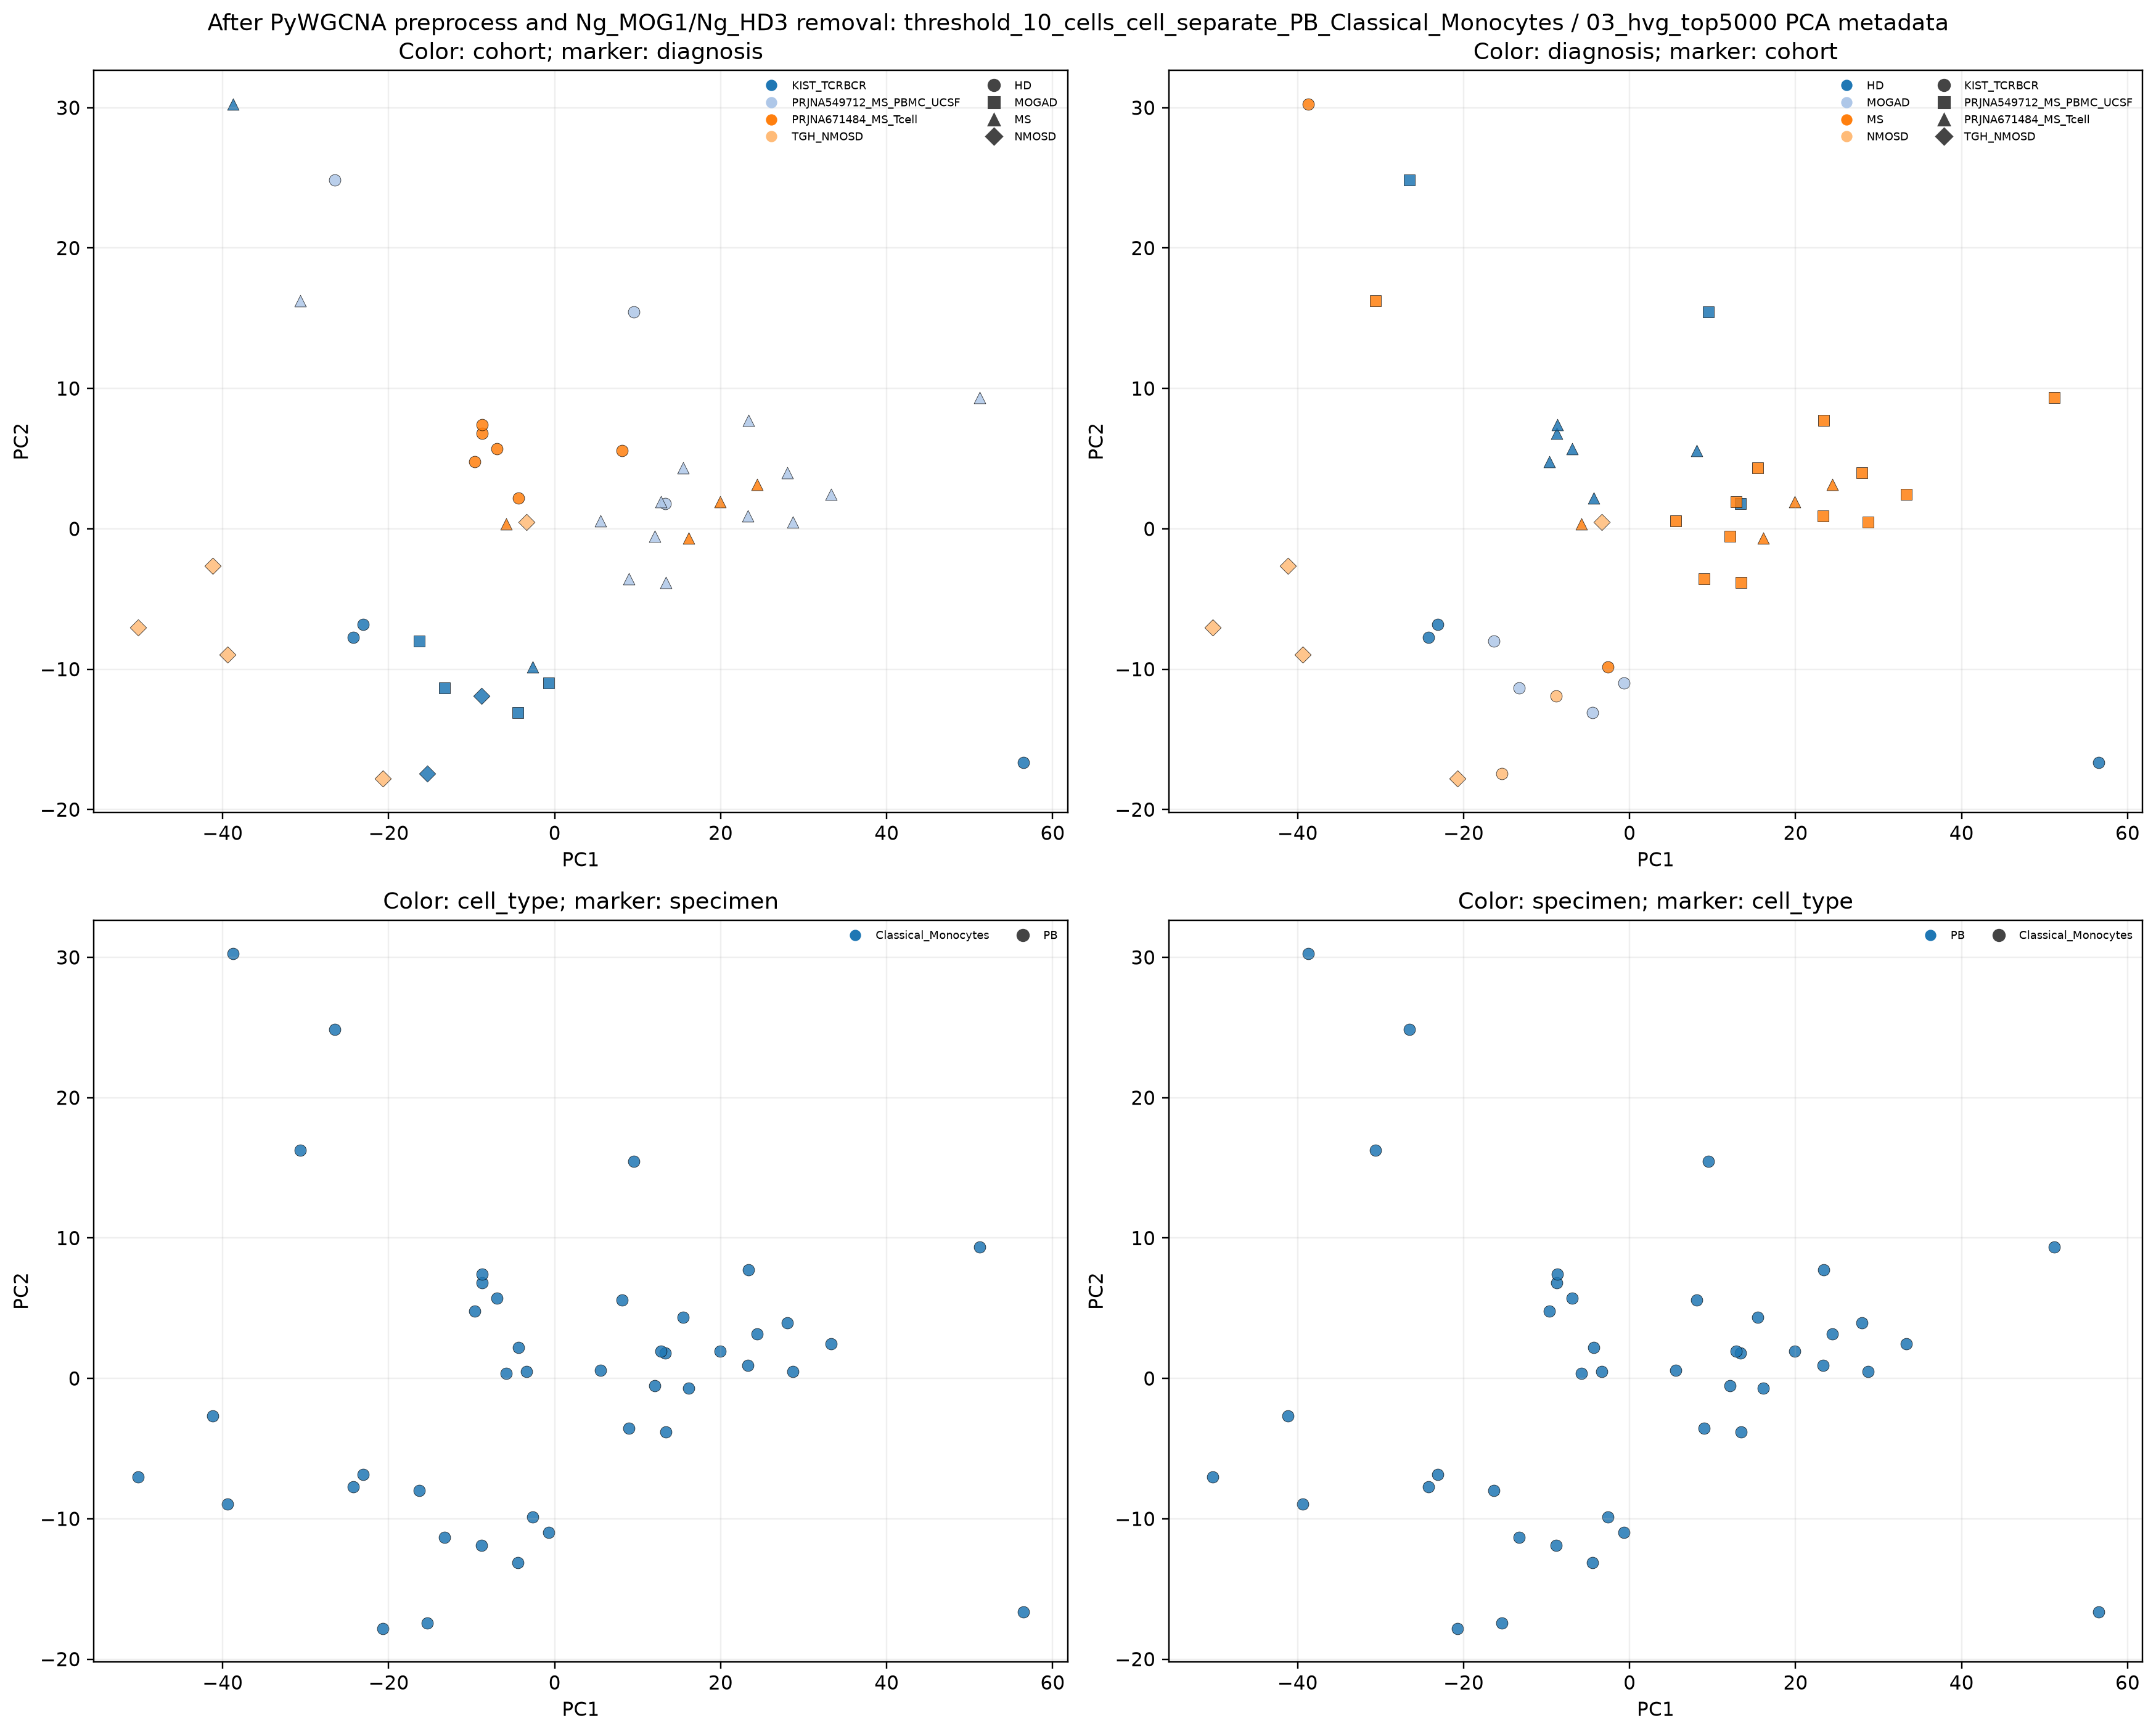 After PyWGCNA preprocess and Ng_MOG1/Ng_HD3 removal: threshold_10_cells_cell_separate_PB_Classical_Monocytes / 03_hvg_top5000 PCA metadata
Color: cohort; marker: diagnosis
KIST_TCRBCR
PRJNA549712_MS_PBMC_UCSF
PRJNA671484_MS_Tcell
TGH_NMOSD
HD
MOGAD
MS
NMOSD
30
20
10
0
−10
−20
PC2
−40
−20
0
20
40
60
PC1
Color: diagnosis; marker: cohort
HD
MOGAD
MS
NMOSD
KIST_TCRBCR
PRJNA549712_MS_PBMC_UCSF
PRJNA671484_MS_Tcell
TGH_NMOSD
30
20
10
0
−10
−20
PC2
−40
−20
0
20
40
60
PC1
Color: cell_type; marker: specimen
Classical_Monocytes
PB
30
20
10
0
−10
−20
PC2
−40
−20
0
20
40
60
PC1
Color: specimen; marker: cell_type
PB
Classical_Monocytes
30
20
10
0
−10
−20
PC2
−40
−20
0
20
40
60
PC1